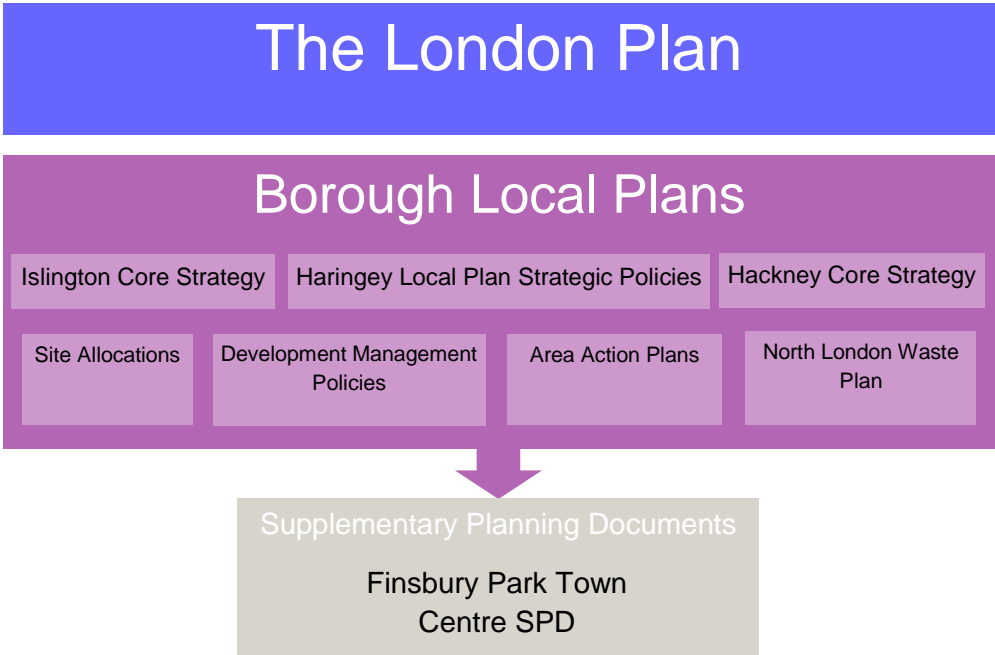 The London Plan
Borough Local Plans
Islington Core Strategy
Haringey Local Plan Strategic Policies
Hackney Core Strategy
Site Allocations
Development Management
Policies
Area Action Plans
North London Waste
Plan
Supplementary Planning Documents
Finsbury Park Town
Centre SPD